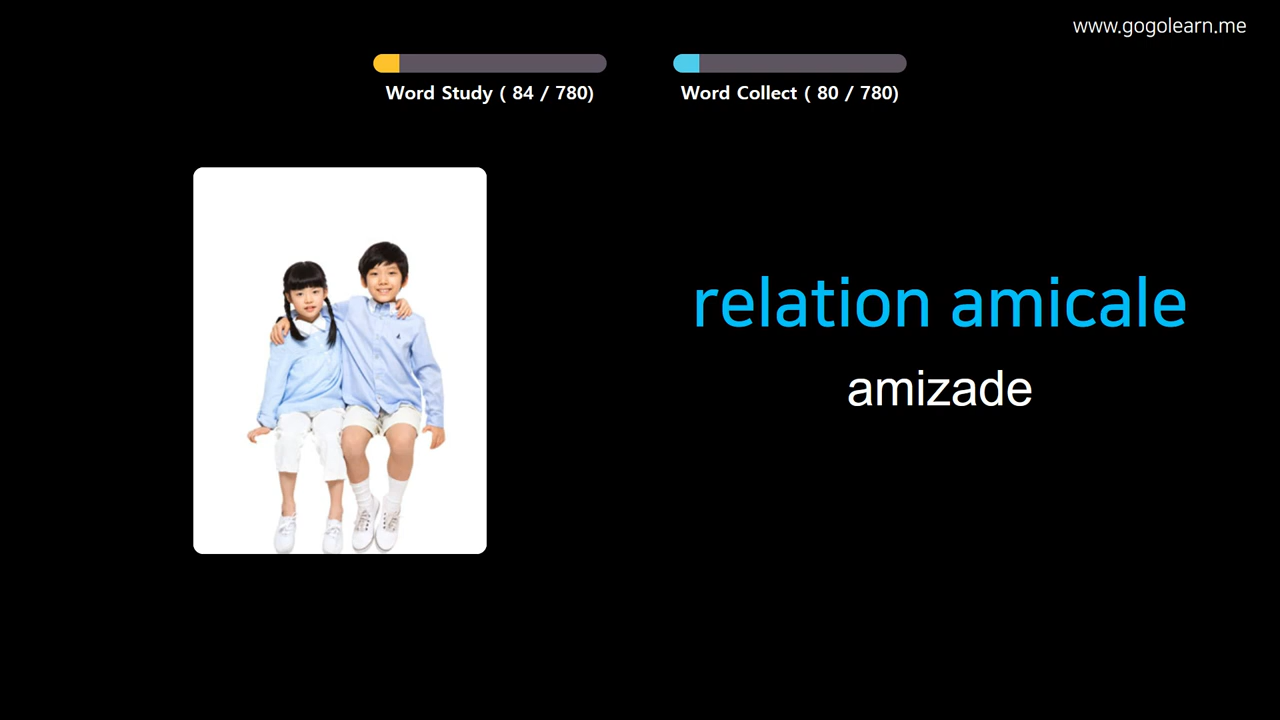 www.gogolearn.me
Word Study ( 84 / 780)
Word Collect ( 80 / 780)
relation amicale
amizade